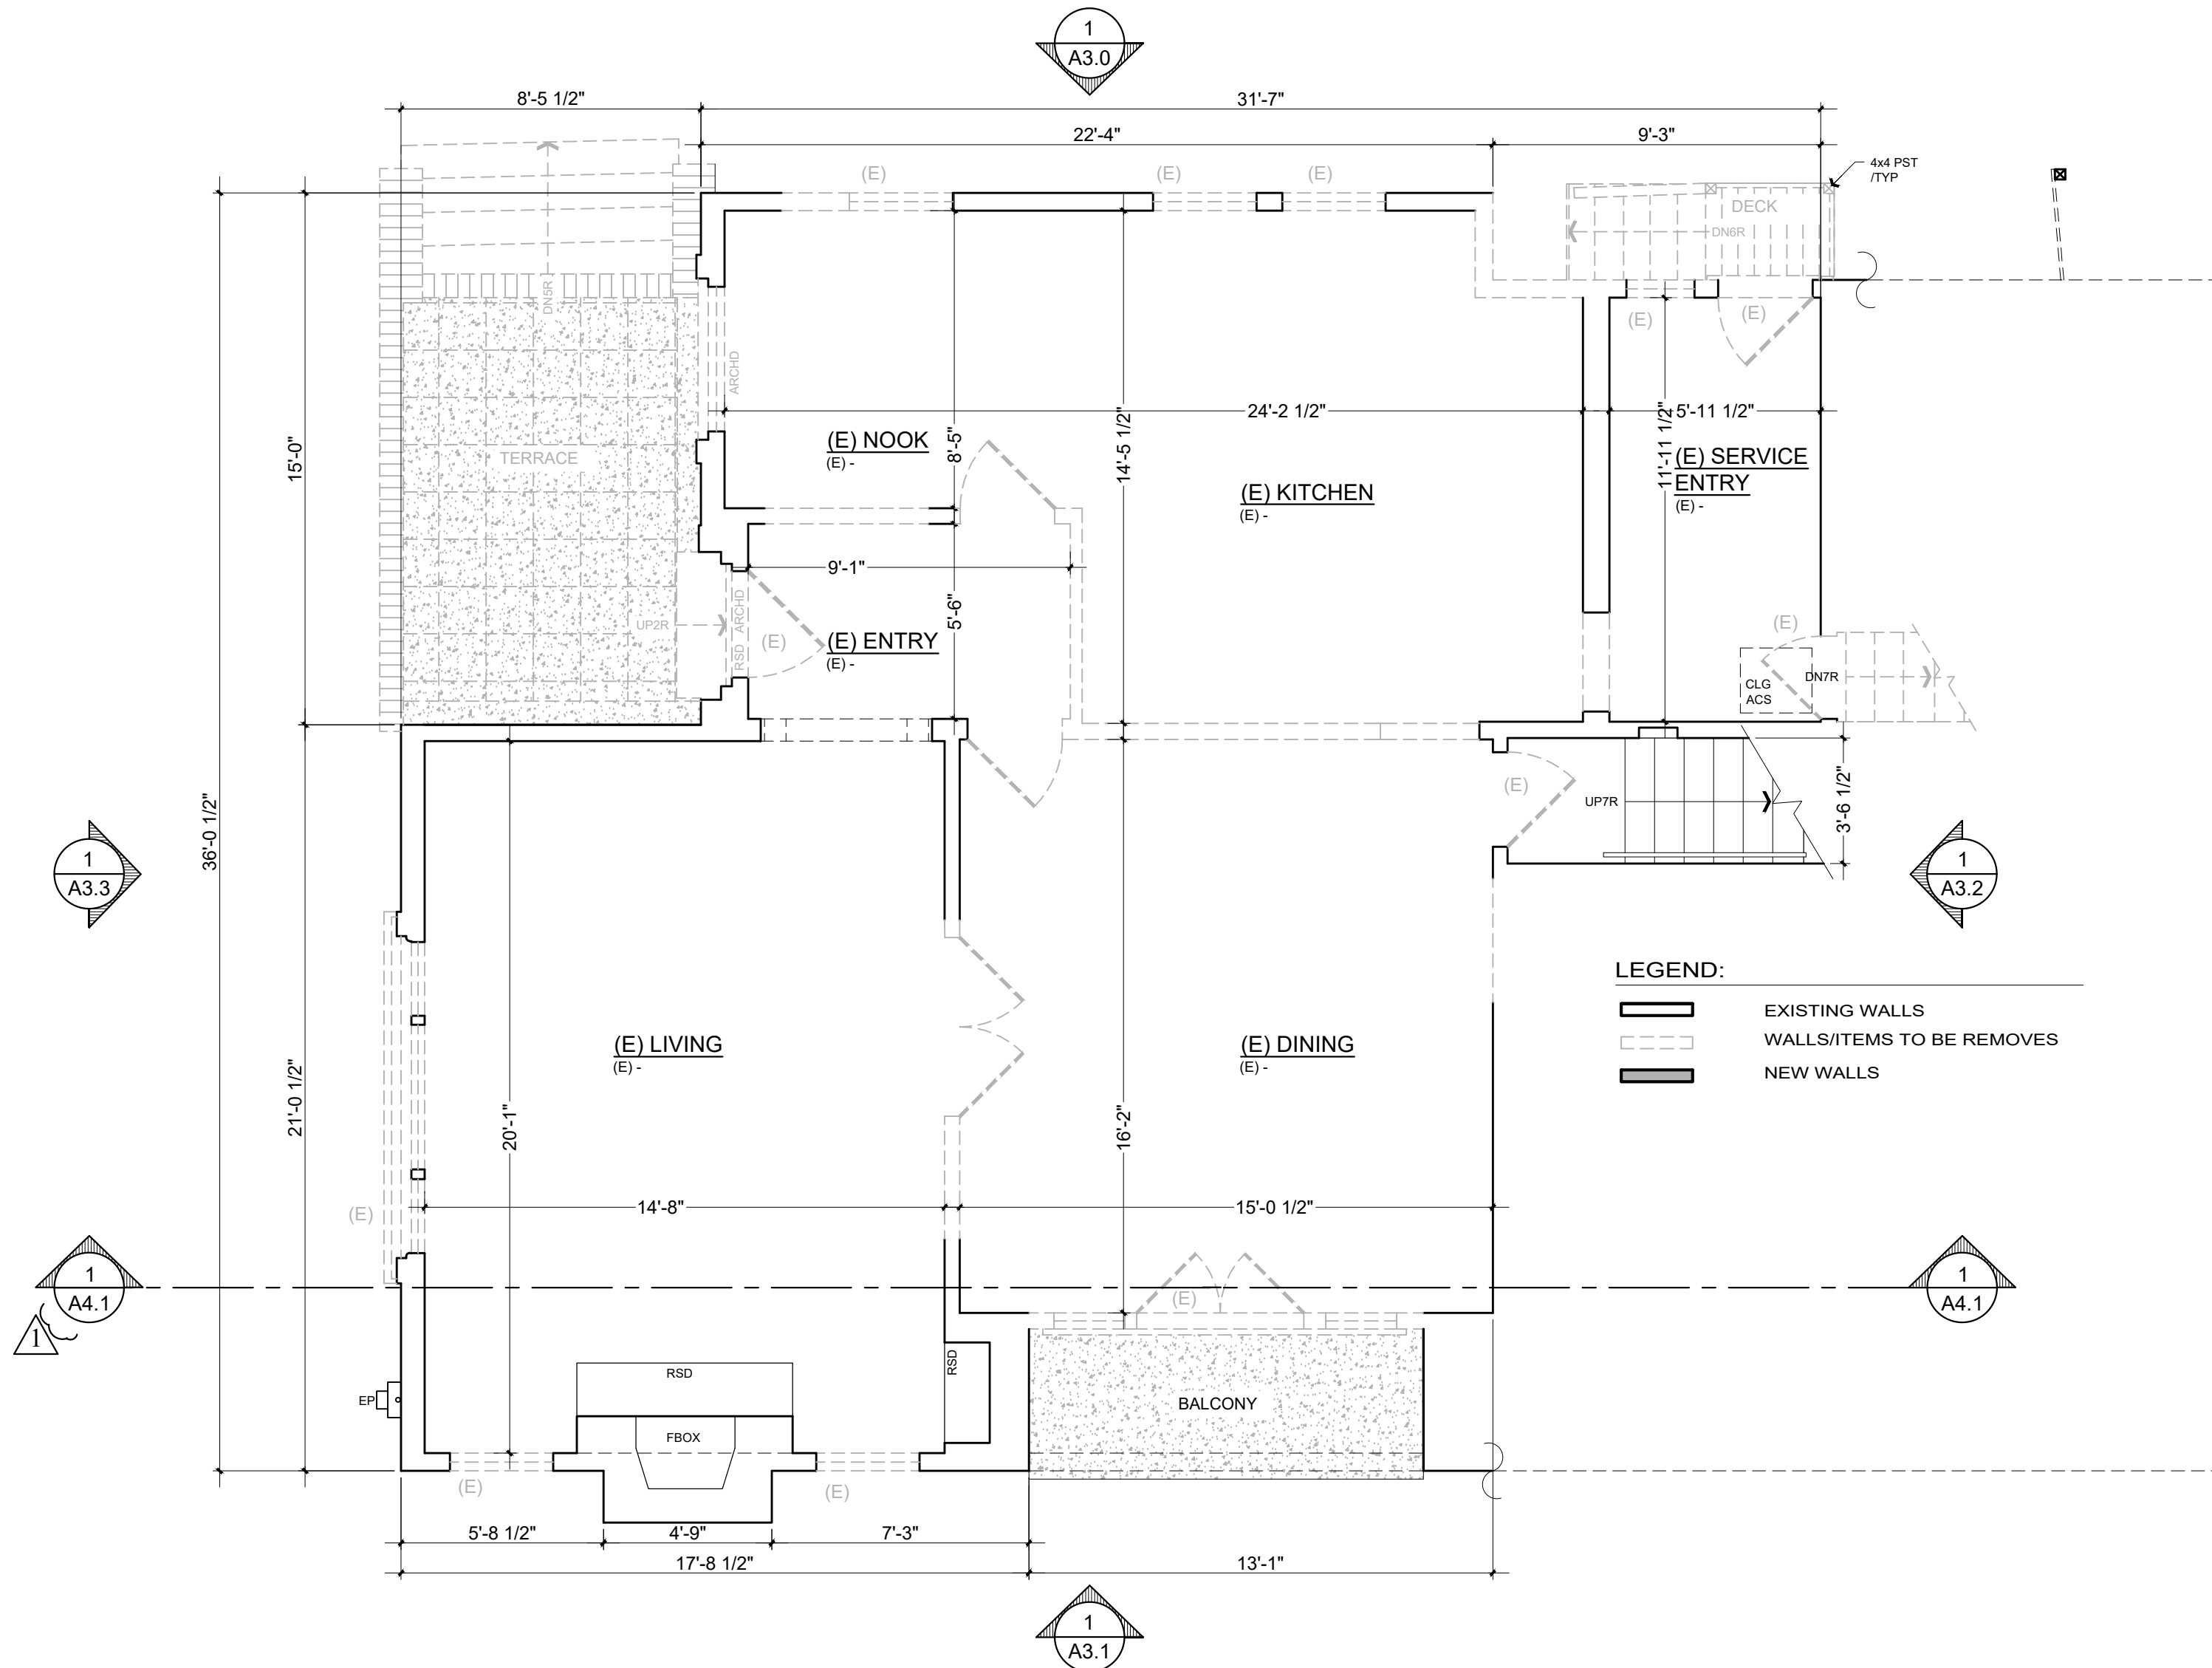 1
A3.0
8'-5 1/2"
31'-7"
22'-4"
9'-3"
(E)
(E)
(E)
4x4 PST
/TYP
DECK
DN6R
DN5R
(E)
(E)
ARCHD
24'-2 1/2"
5'-11 1/2"
15'-0"
TERRACE
(E) NOOK
(E) -
8'-5"
14'-5 1/2"
11'-11 1/2"
(E) SERVICE
ENTRY
(E) -
(E) KITCHEN
(E) -
9'-1"
5'-6"
UP2R
RSD ARCHD
(E)
(E) ENTRY
(E) -
(E)
CLG
ACS
DN7R
(E)
UP7R
3'-6 1/2"
36'-0 1/2"
1
A3.3
1
A3.2
LEGEND:
EXISTING WALLS
WALLS/ITEMS TO BE REMOVES
NEW WALLS
(E) LIVING
(E) -
(E) DINING
(E) -
21'-0 1/2"
20'-1"
16'-2"
14'-8"
15'-0 1/2"
(E)
1
A4.1
1
(E)
1
A4.1
RSD
RSD
EP
FBOX
BALCONY
(E)
(E)
5'-8 1/2"
4'-9"
7'-3"
17'-8 1/2"
13'-1"
1
A3.1